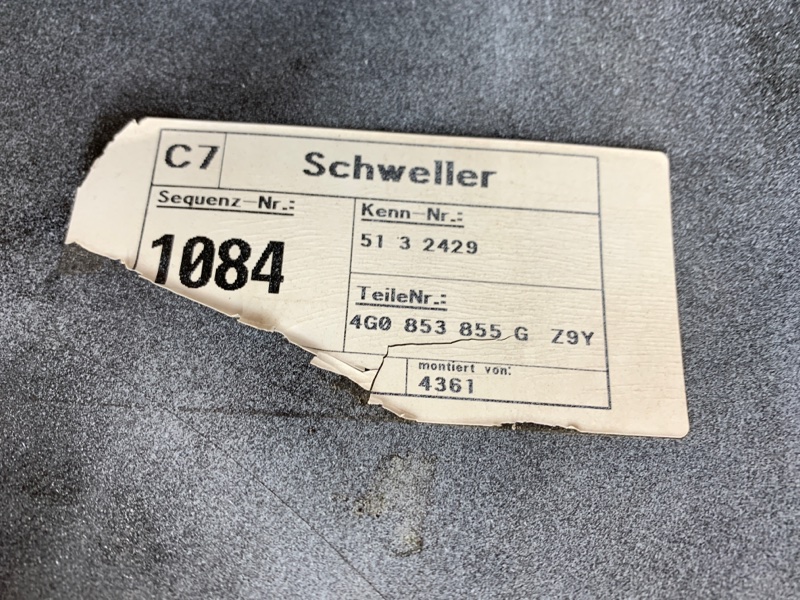 C7
Schweller
Sequenz-Nr.:
1084
Kenn-Nr.:
51 3 2429
TeileNr.:
4G0 853 855 G Z9Y
montiert von:
4361